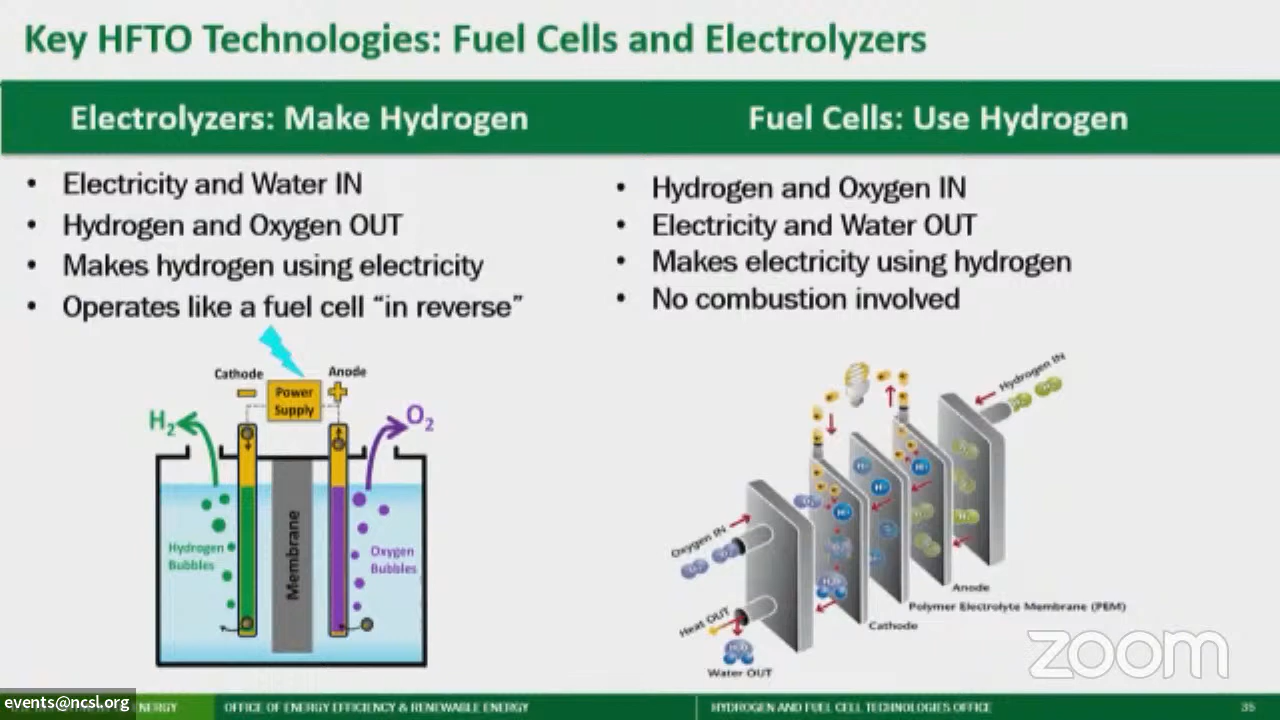 Key HFTO Technologies: Fuel Cells and Electrolyzers
Electrolyzers: Make Hydrogen
• Electricity and Water IN
• Hydrogen and Oxygen OUT
• Makes hydrogen using electricity
• Operates like a fuel cell “in reverse”
Cathode
Anode
Power
Supply
H₂
O₂
Hydrogen
Bubbles
Membrane
Oxygen
Bubbles
Fuel Cells: Use Hydrogen
• Hydrogen and Oxygen IN
• Electricity and Water OUT
• Makes electricity using hydrogen
• No combustion involved
Hydrogen IN
Oxygen IN
Heat OUT
Water OUT
Cathode
Polymer Electrolyte Membrane (PEM)
Anode
zoom
events@ncsl.org
NERGY
OFFICE OF ENERGY EFFICIENCY & RENEWABLE ENERGY
HYDROGEN AND FUEL CELL TECHNOLOGIES OFFICE